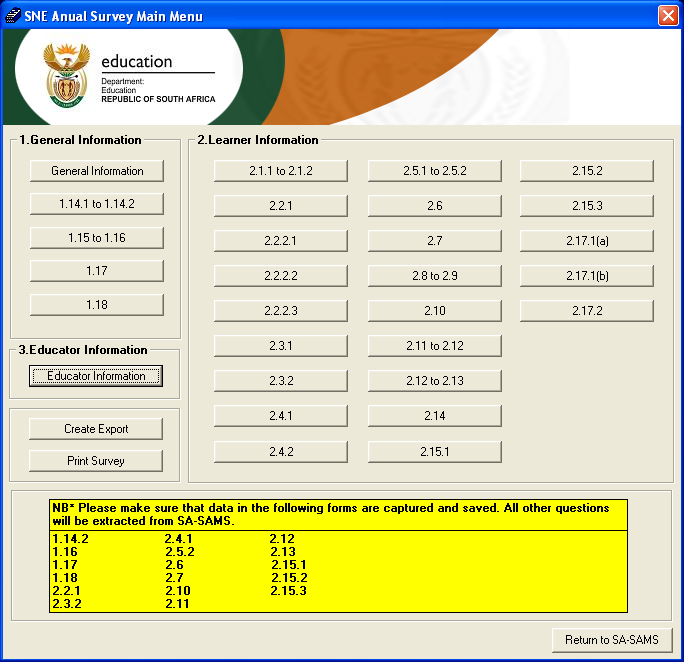 SNE Anual Survey Main Menu
education
Department:
Education
REPUBLIC OF SOUTH AFRICA
1.General Information
General Information
1.14.1 to 1.14.2
1.15 to 1.16
1.17
1.18
3.Educator Information
Educator Information
Create Export
Print Survey
2.Learner Information
2.1.1 to 2.1.2
2.2.1
2.2.2.1
2.2.2.2
2.2.2.3
2.3.1
2.3.2
2.4.1
2.4.2
2.5.1 to 2.5.2
2.6
2.7
2.8 to 2.9
2.10
2.11 to 2.12
2.12 to 2.13
2.14
2.15.1
2.15.2
2.15.3
2.17.1(a)
2.17.1(b)
2.17.2
NB* Please make sure that data in the following forms are captured and saved. All other questions
will be extracted from SA-SAMS.
1.14.2 2.4.1 2.12
1.16 2.5.2 2.13
1.17 2.6 2.15.1
1.18 2.7 2.15.2
2.2.1 2.10 2.15.3
2.3.2 2.11
Return to SA-SAMS